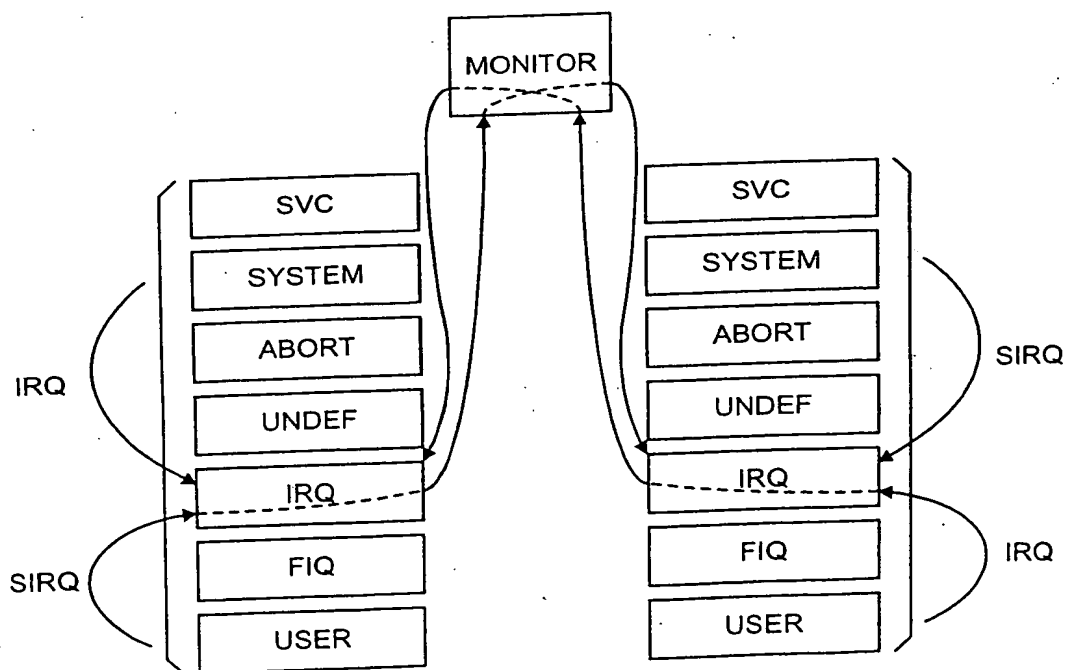 MONITOR
SVC
SYSTEM
ABORT
UNDEF
IRQ
FIQ
USER
IRQ
SIRQ
SVC
SYSTEM
ABORT
UNDEF
IRQ
FIQ
USER
SIRQ
IRQ